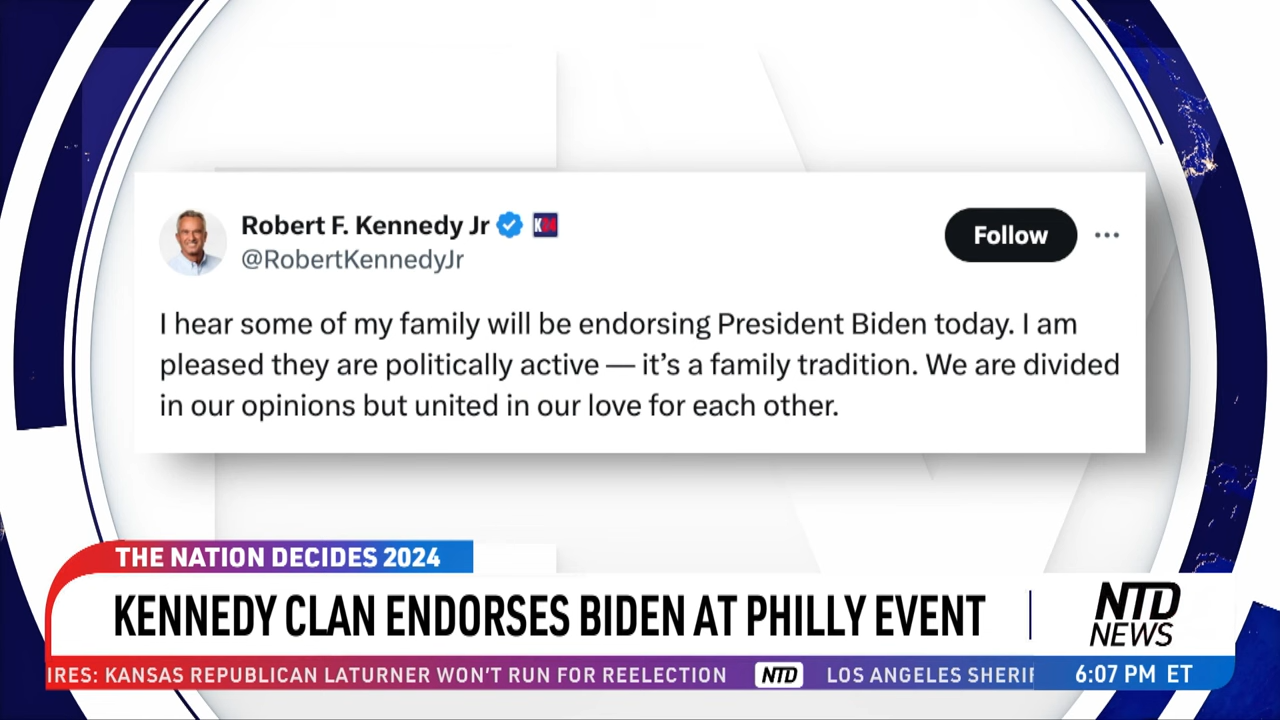 Robert F. Kennedy Jr
@RobertKennedyJr
Follow
I hear some of my family will be endorsing President Biden today. I am
pleased they are politically active — it’s a family tradition. We are divided
in our opinions but united in our love for each other.
THE NATION DECIDES 2024
KENNEDY CLAN ENDORSES BIDEN AT PHILLY EVENT
NTD
NEWS
IRES: KANSAS REPUBLICAN LATURNER WON'T RUN FOR REELECTION NTD LOS ANGELES SHERIF 6:07 PM ET